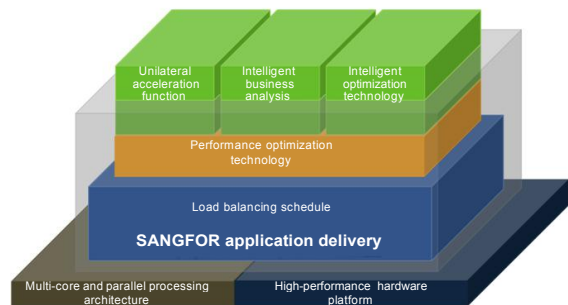 Unilateral
acceleration
function
Intelligent
business
analysis
Intelligent
optimization
technology
Performance optimization
technology
Load balancing schedule
SANGFOR application delivery
Multi-core and parallel processing
architecture
High-performance hardware
platform